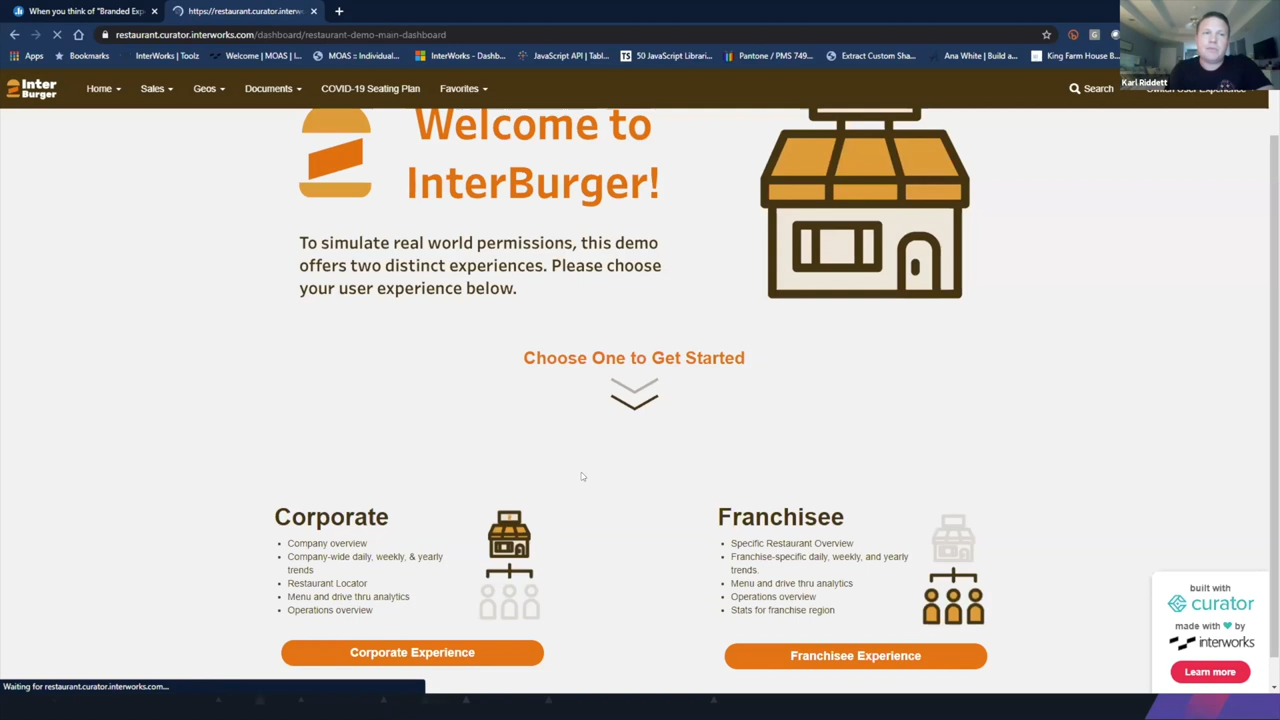 When you think of "Branded Exp
https://restaurant.curator.interw
restaurant.curator.interworks.com/dashboard/restaurant-demo-main-dashboard
Apps
Bookmarks
InterWorks | Toolz
Welcome | MOAS | I...
MOAS = Individual...
InterWorks - Dashb...
JavaScript API | Tabl...
50 JavaScript Librari...
Pantone / PMS 749...
Extract Custom Sha...
Ana White | Build a...
King Farm House B
Karl Riddett
Inter
Burger
Home
Sales
Geos
Documents
COVID-19 Seating Plan
Favorites
Search
Switch User Experience
Welcome to
InterBurger!
To simulate real world permissions, this demo
offers two distinct experiences. Please choose
your user experience below.
Choose One to Get Started
Corporate
• Company overview
• Company-wide daily, weekly, & yearly
trends
• Restaurant Locator
• Menu and drive thru analytics
• Operations overview
Corporate Experience
Franchisee
• Specific Restaurant Overview
• Franchise-specific daily, weekly, and yearly
trends.
• Menu and drive thru analytics
• Operations overview
• Stats for franchise region
Franchisee Experience
built with
curator
made with ♥ by
interworks
Learn more
Waiting for restaurant.curator.interworks.com...